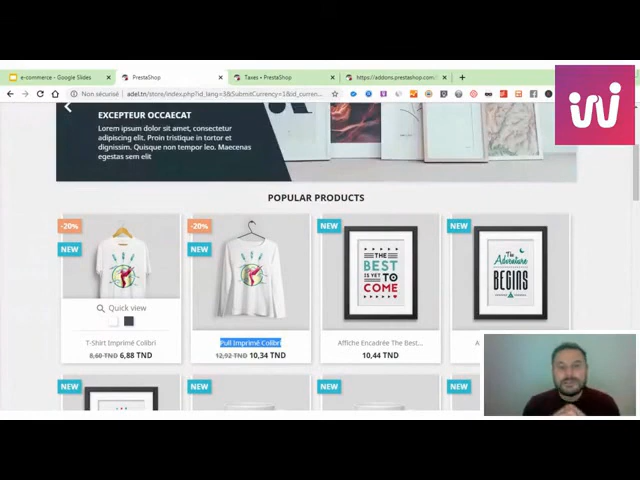 e-commerce - Google Slides
PrestaShop
Taxes • PrestaShop
https://addons.prestashop.com/
Non sécurisé
adel.tn/store/index.php?id_lang=3&SubmitCurrency=1&id_curren...
EXCEPTEUR OCCAECAT
Lorem ipsum dolor sit amet, consectetur
adipiscing elit. Proin tristique in tortor et
dignissim. Quisque non tempor leo. Maecenas
egestas sem elit
POPULAR PRODUCTS
-20%
NEW
Quick view
T-Shirt Imprimé Colibri
8,60 TND 6,88 TND
-20%
NEW
Pull Imprimé Colibri
12,92 TND 10,34 TND
NEW
THE
BEST
IS YET TO
COME
Affiche Encadrée The Best...
10,44 TND
NEW
The
Adventure
BEGINS
NEW
NEW
NEW
NEW